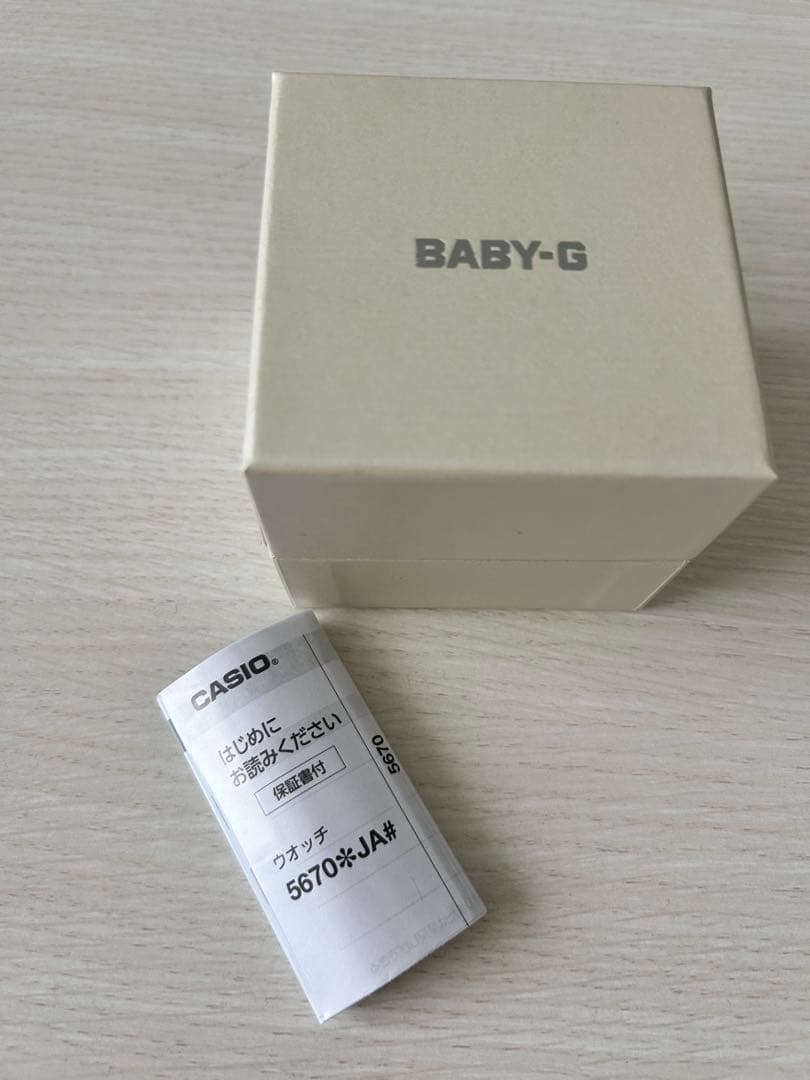 BABY-G
CASIO®
はじめに
お読みください
保証書付
5670
ウオッチ
5670✽JA#